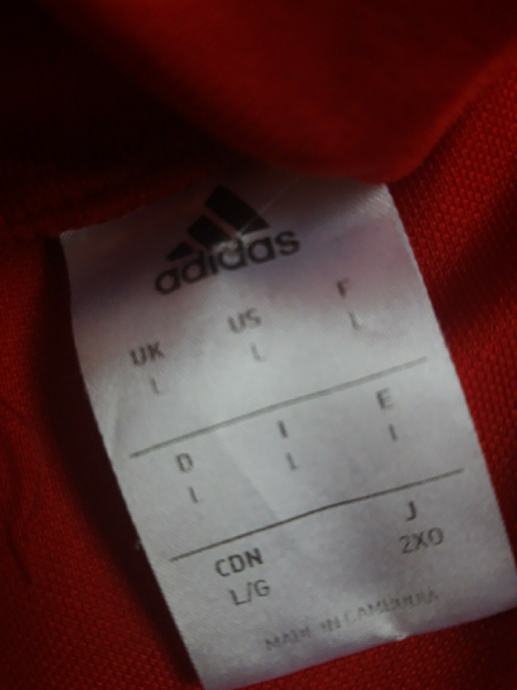 adidas
UK US F
L L L
D I E
L L L
CDN J
L/G 2XO
MADE IN CAMBODIA